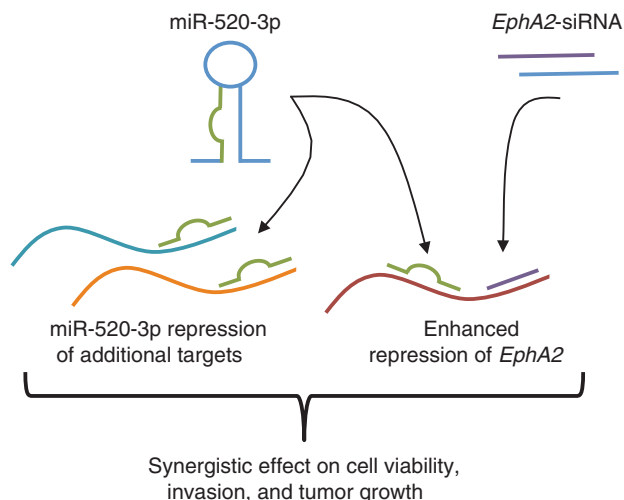 miR-520-3p
EphA2-siRNA
miR-520-3p repression
of additional targets
Enhanced
repression of EphA2
Synergistic effect on cell viability,
invasion, and tumor growth